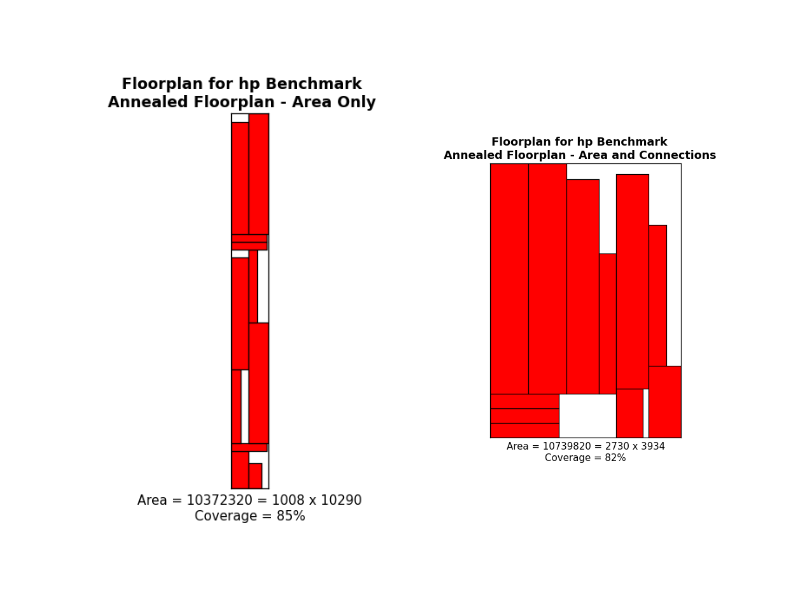 Floorplan for hp Benchmark
Annealed Floorplan - Area Only
Area = 10372320 = 1008 x 10290
Coverage = 85%
Floorplan for hp Benchmark
Annealed Floorplan - Area and Connections
Area = 10739820 = 2730 x 3934
Coverage = 82%